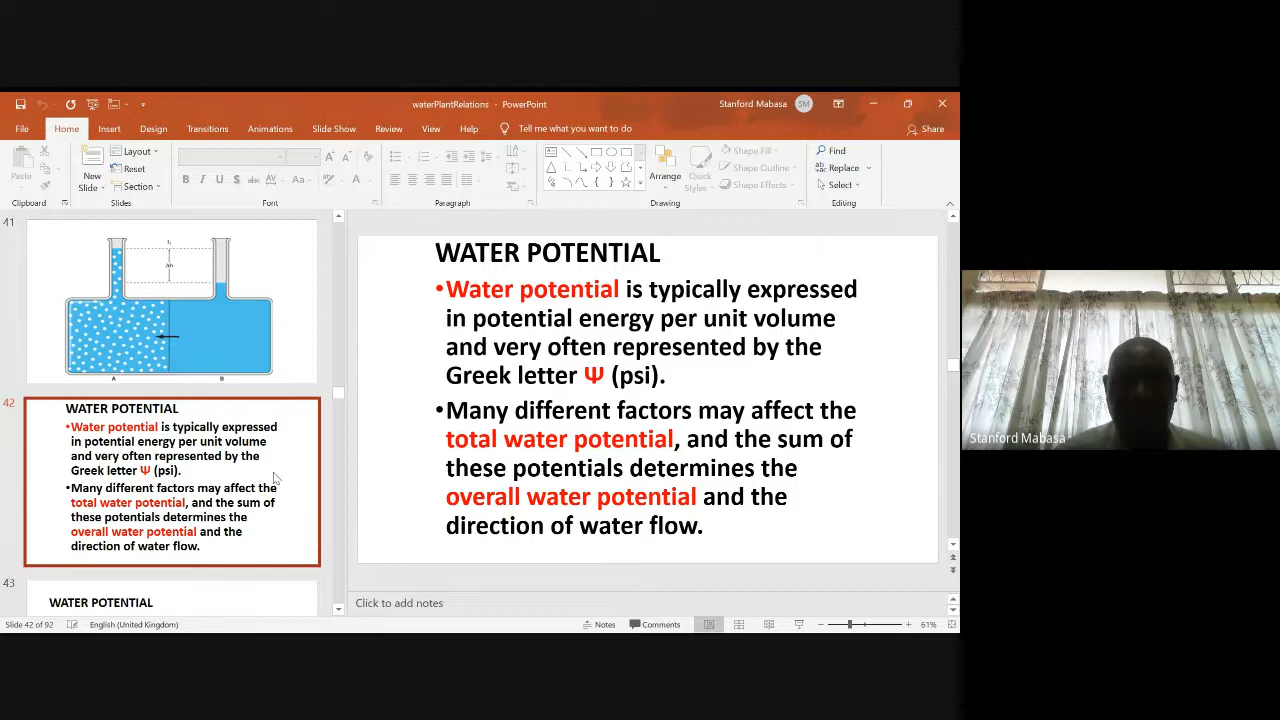 waterPlantRelations - PowerPoint
Stanford Mabasa
SM
File Home Insert Design Transitions Animations Slide Show Review View Help Tell me what you want to do Share
Paste
Clipboard
New Slide
Layout
Reset
Section
Slides
B I U S abc AV Aa A
Font
Paragraph
Arrange
Quick Styles
Shape Fill
Shape Outline
Shape Effects
Drawing
Find
Replace
Select
Editing
41
Δh
A B
42
WATER POTENTIAL
•Water potential is typically expressed
in potential energy per unit volume
and very often represented by the
Greek letter Ψ (psi).
•Many different factors may affect the
total water potential, and the sum of
these potentials determines the
overall water potential and the
direction of water flow.
43
WATER POTENTIAL
WATER POTENTIAL
•Water potential is typically expressed
in potential energy per unit volume
and very often represented by the
Greek letter Ψ (psi).
•Many different factors may affect the
total water potential, and the sum of
these potentials determines the
overall water potential and the
direction of water flow.
Click to add notes
Slide 42 of 92 English (United Kingdom) Notes Comments 61%
Stanford Mabasa